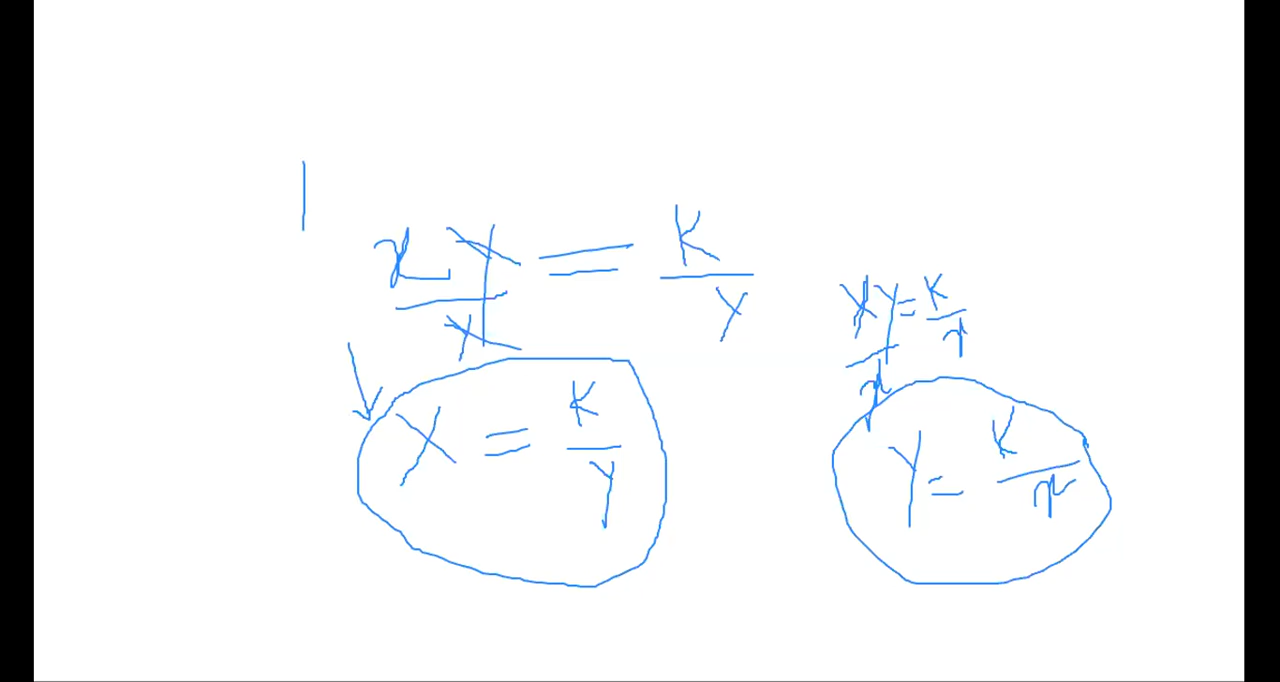 xY/Y = K/Y
X = K/Y
xY/x = K/x
Y = K/x